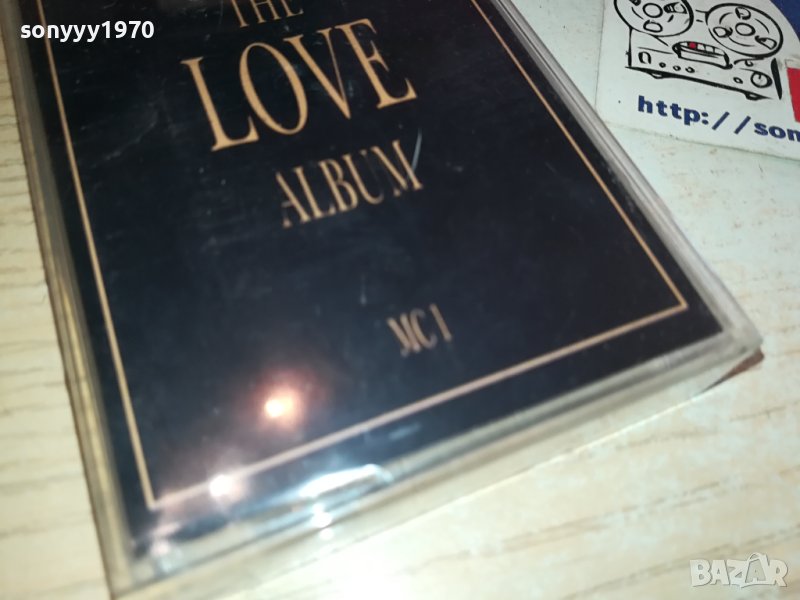 sonyyy1970
THE
LOVE
ALBUM
MC 1
http://son
BAZAR